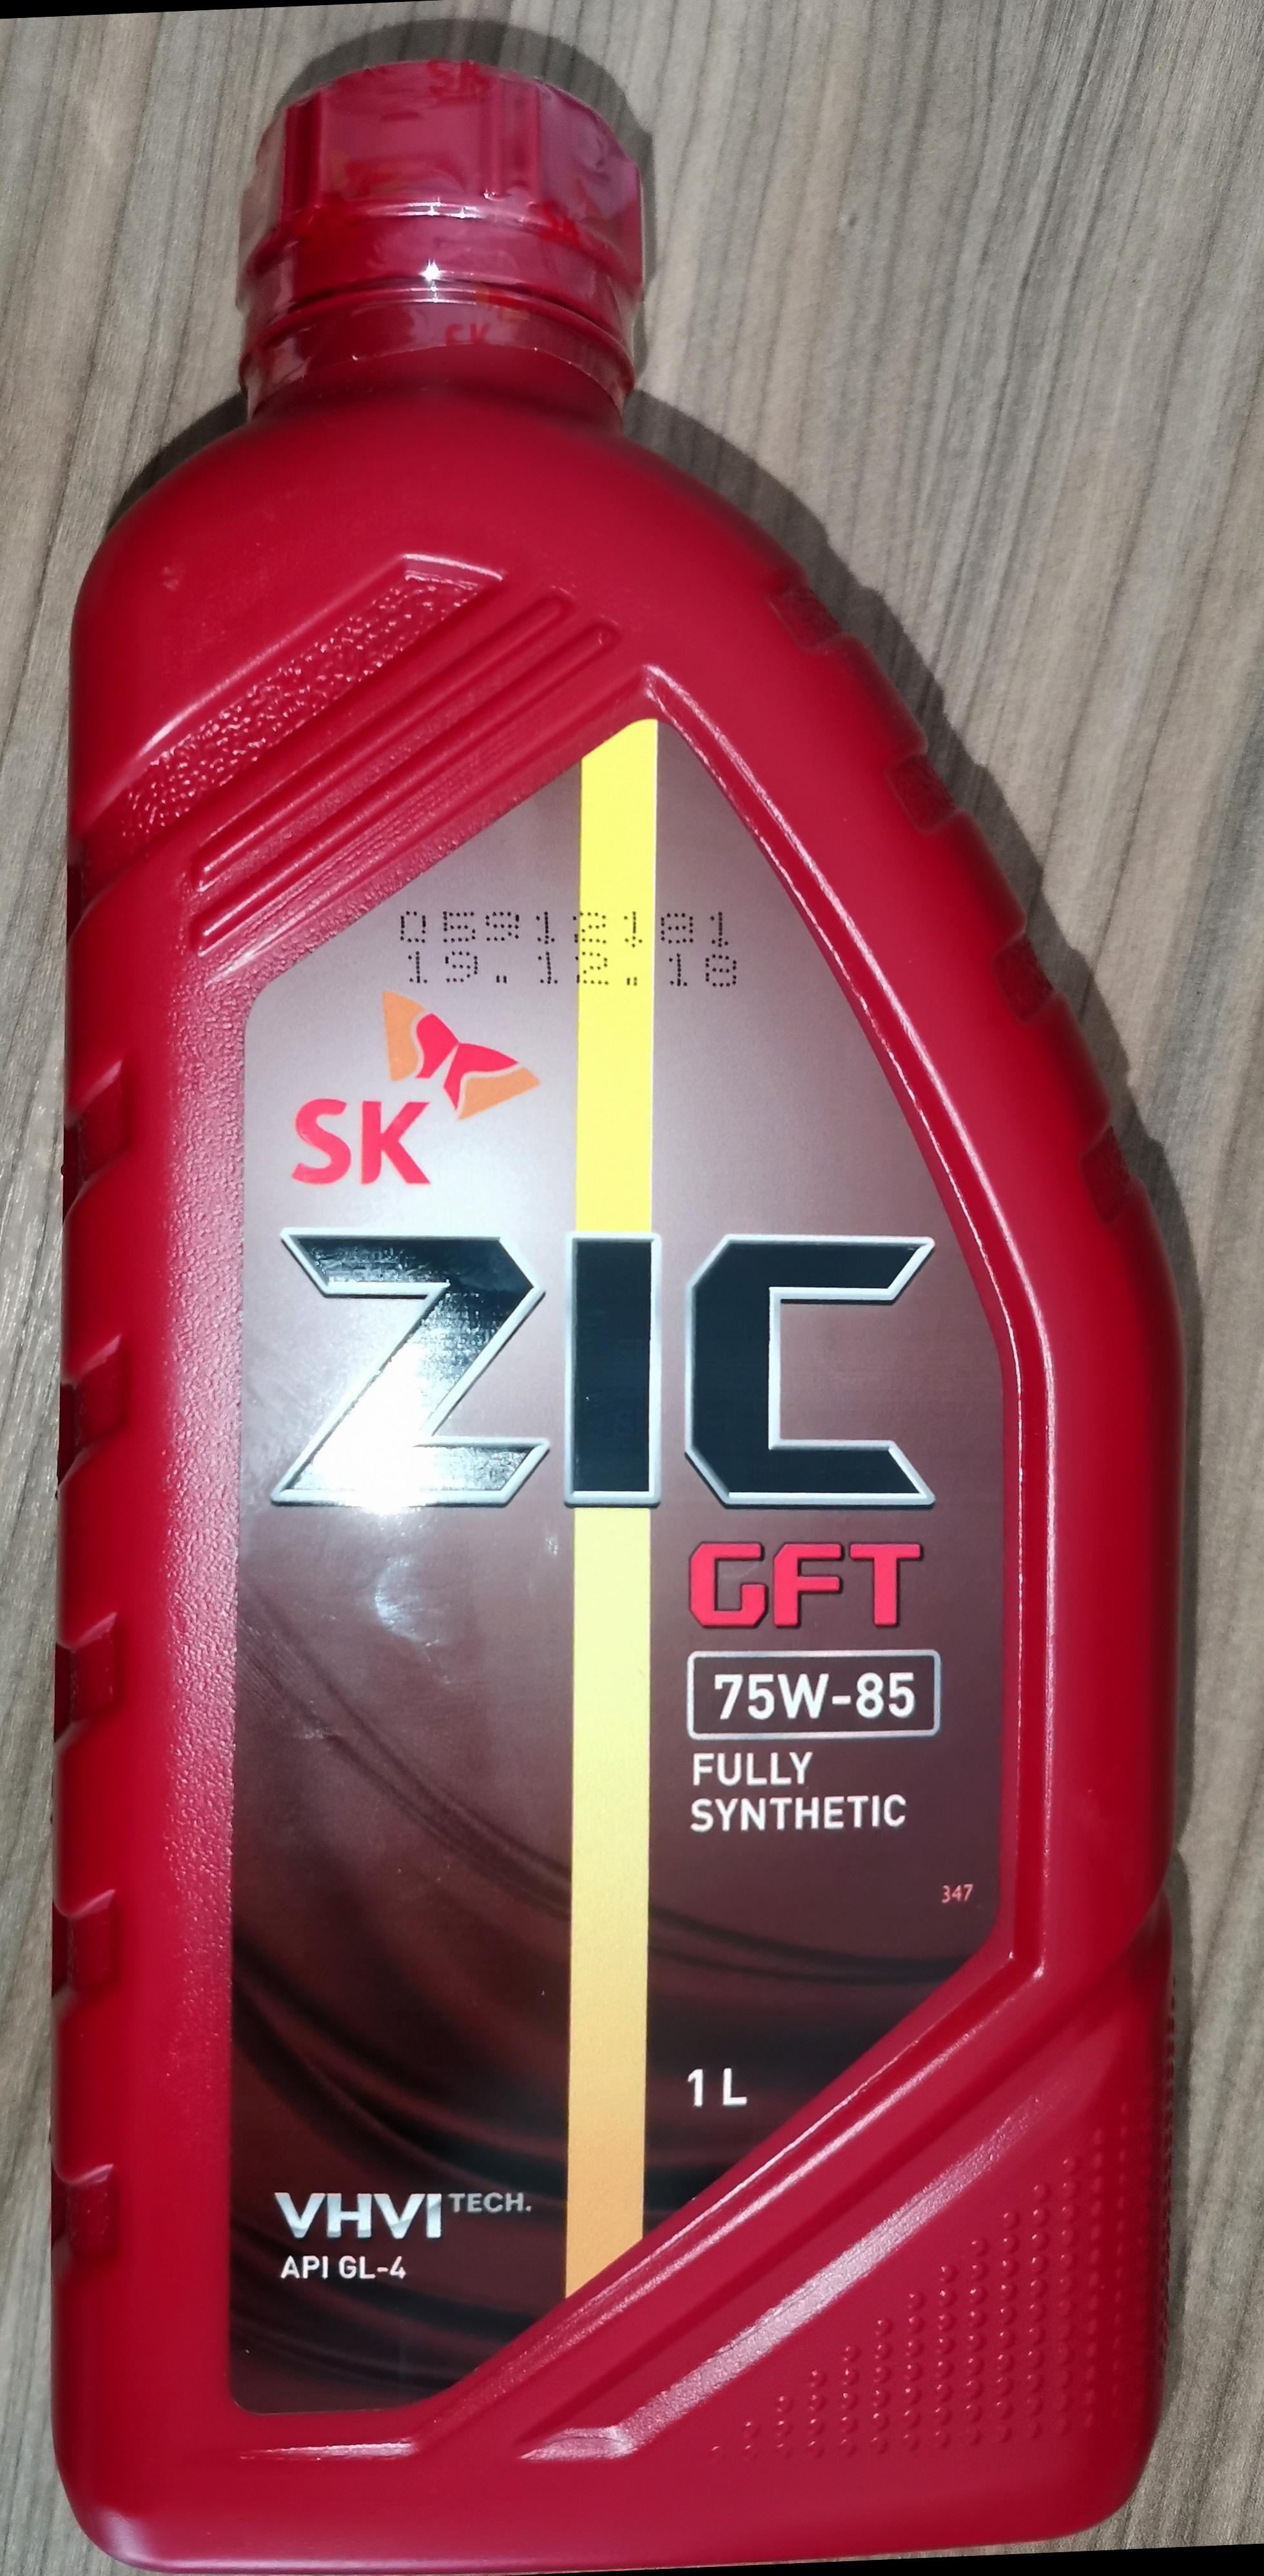 05912181
19.12.18
SK
ZIC
GFT
75W-85
FULLY
SYNTHETIC
347
1 L
VHVI TECH.
API GL-4